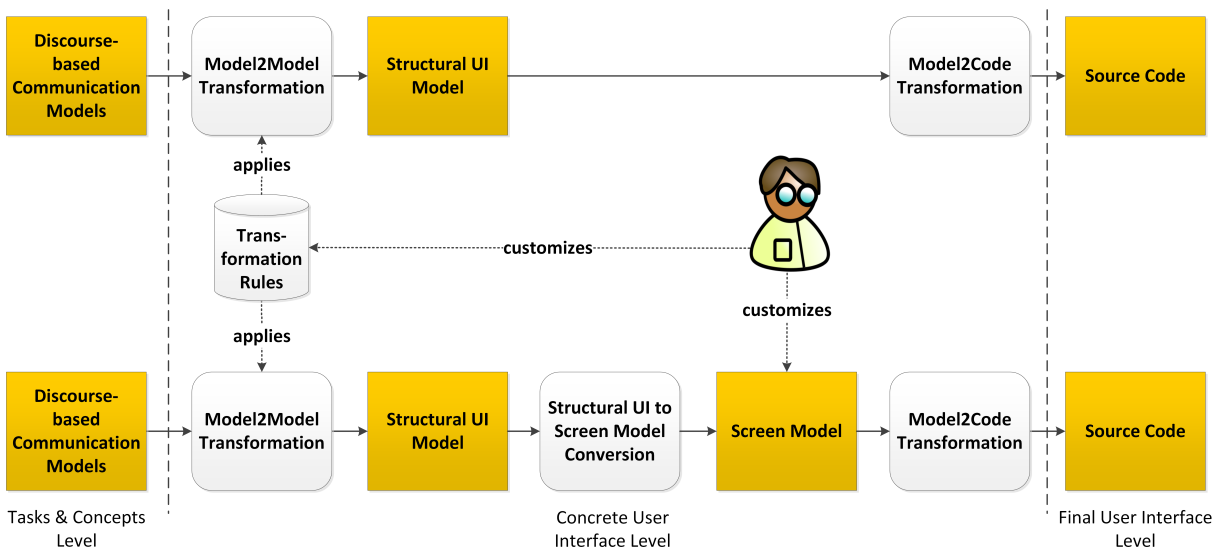 Discourse-
based
Communication
Models
Model2Model
Transformation
Structural UI
Model
Model2Code
Transformation
Source Code
applies
Trans-
formation
Rules
customizes
customizes
applies
Discourse-
based
Communication
Models
Model2Model
Transformation
Structural UI
Model
Structural UI to
Screen Model
Conversion
Screen Model
Model2Code
Transformation
Source Code
Tasks & Concepts
Level
Concrete User
Interface Level
Final User Interface
Level